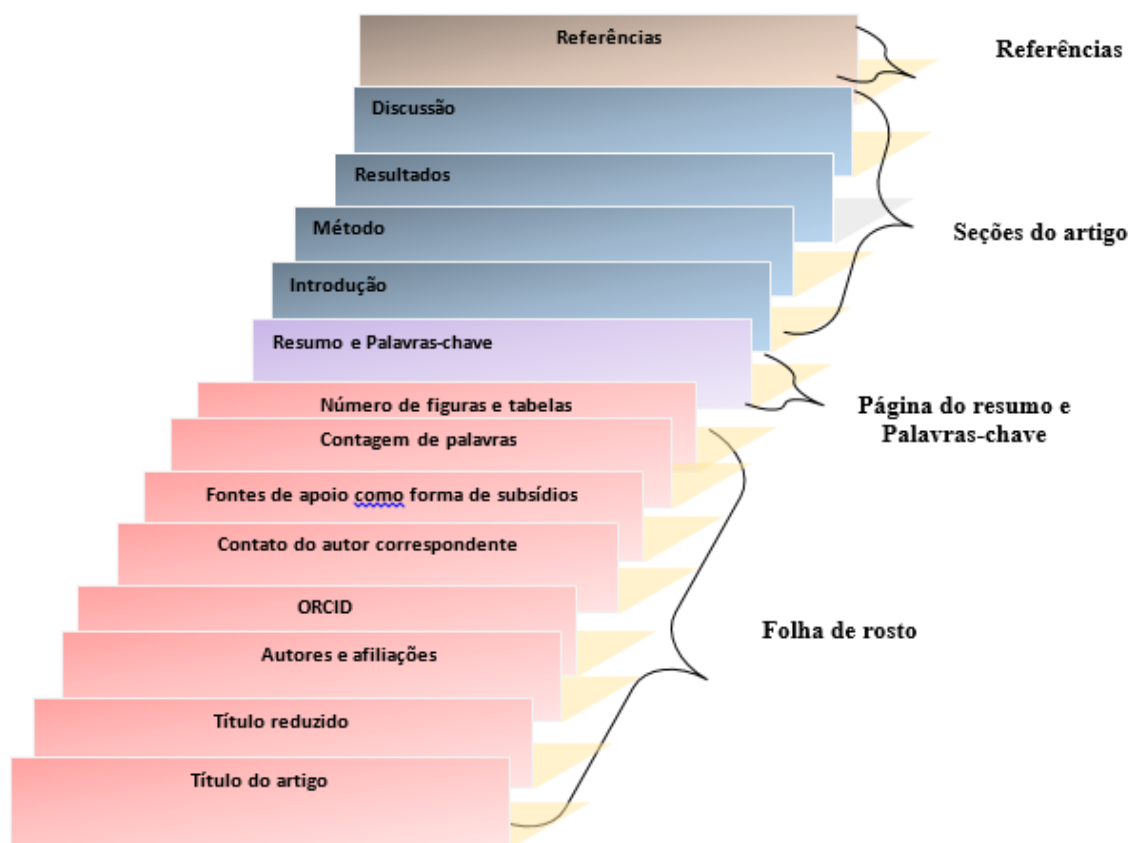 Referências
Referências
Discussão
Resultados
Método
Seções do artigo
Introdução
Resumo e Palavras-chave
Número de figuras e tabelas
Página do resumo e
Palavras-chave
Contagem de palavras
Fontes de apoio como forma de subsídios
Contato do autor correspondente
ORCID
Folha de rosto
Autores e afiliações
Título reduzido
Título do artigo